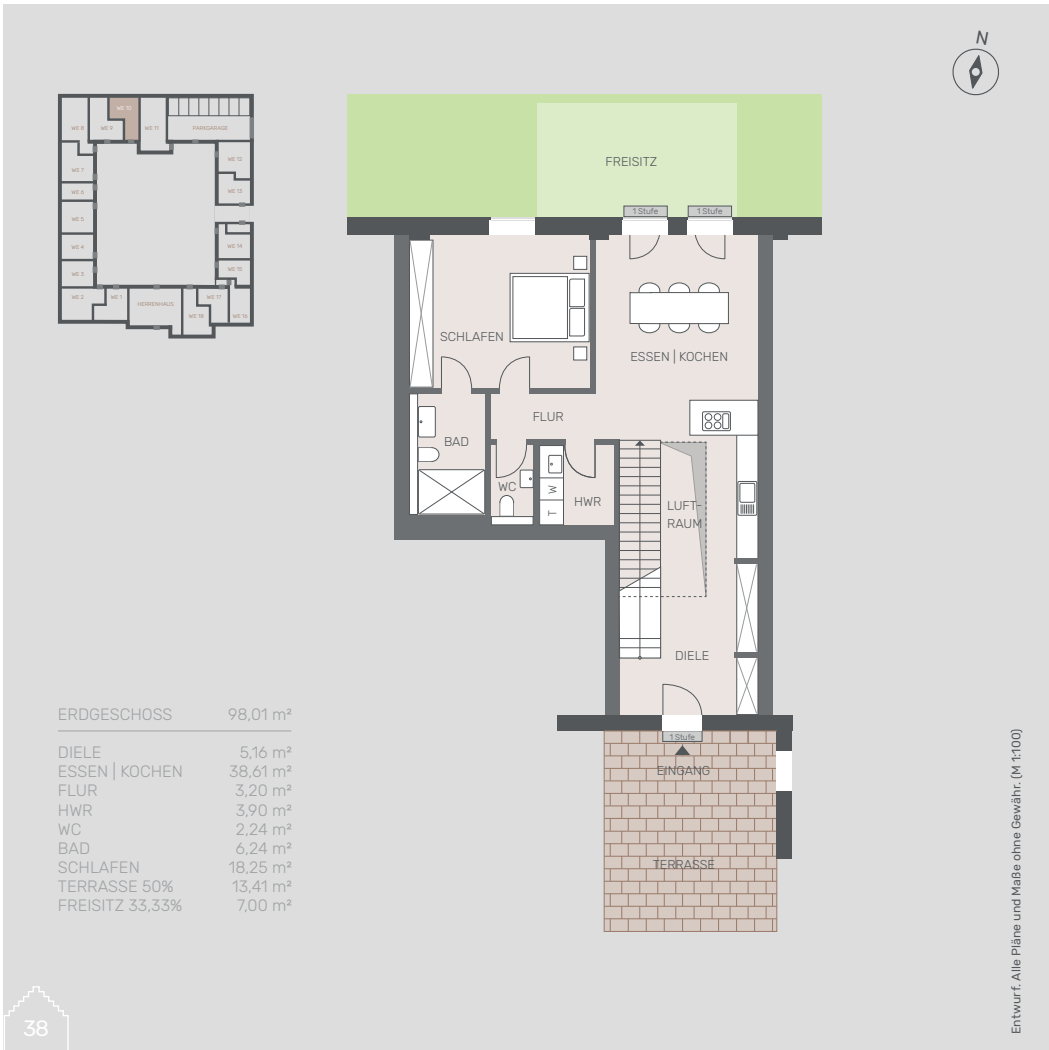 N
WE 10
WE 8
WE 9
WE 11
PARKGARAGE
WE 7
WE 12
WE 6
WE 13
WE 5
WE 4
WE 14
WE 3
WE 15
WE 2
WE 1
HERRENHAUS
WE 17
WE 18
WE 16
FREISITZ
1 Stufe
1 Stufe
SCHLAFEN
ESSEN | KOCHEN
FLUR
BAD
WC
W
T
HWR
LUFT-
RAUM
DIELE
1 Stufe
EINGANG
TERRASSE
ERDGESCHOSS 98,01 m²
DIELE 5,16 m²
ESSEN | KOCHEN 38,61 m²
FLUR 3,20 m²
HWR 3,90 m²
WC 2,24 m²
BAD 6,24 m²
SCHLAFEN 18,25 m²
TERRASSE 50% 13,41 m²
FREISITZ 33,33% 7,00 m²
Entwurf. Alle Pläne und Maße ohne Gewähr. (M 1:100)
38